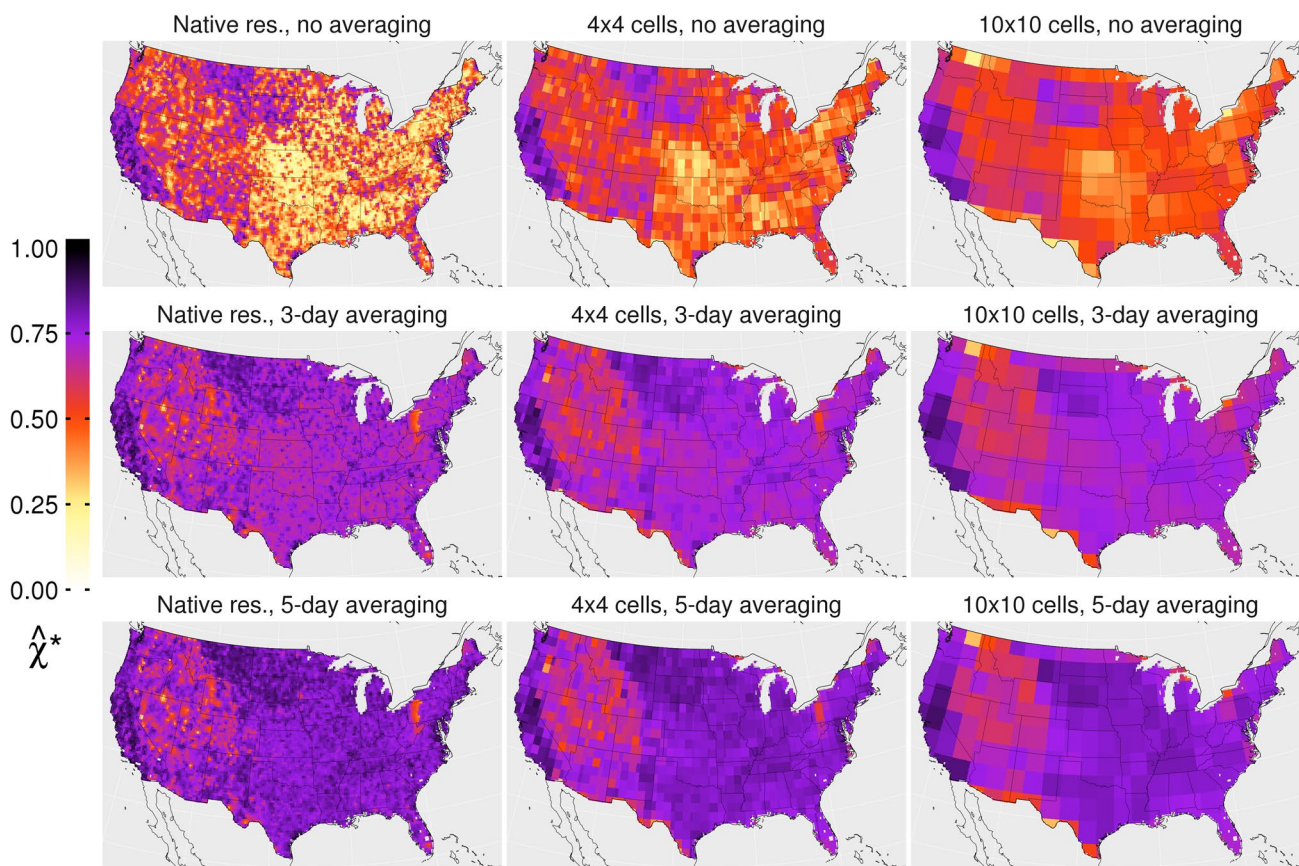 Native res., no averaging
4x4 cells, no averaging
10x10 cells, no averaging
1.00
0.75
0.50
0.25
0.00
χ̂*
Native res., 3-day averaging
4x4 cells, 3-day averaging
10x10 cells, 3-day averaging
Native res., 5-day averaging
4x4 cells, 5-day averaging
10x10 cells, 5-day averaging